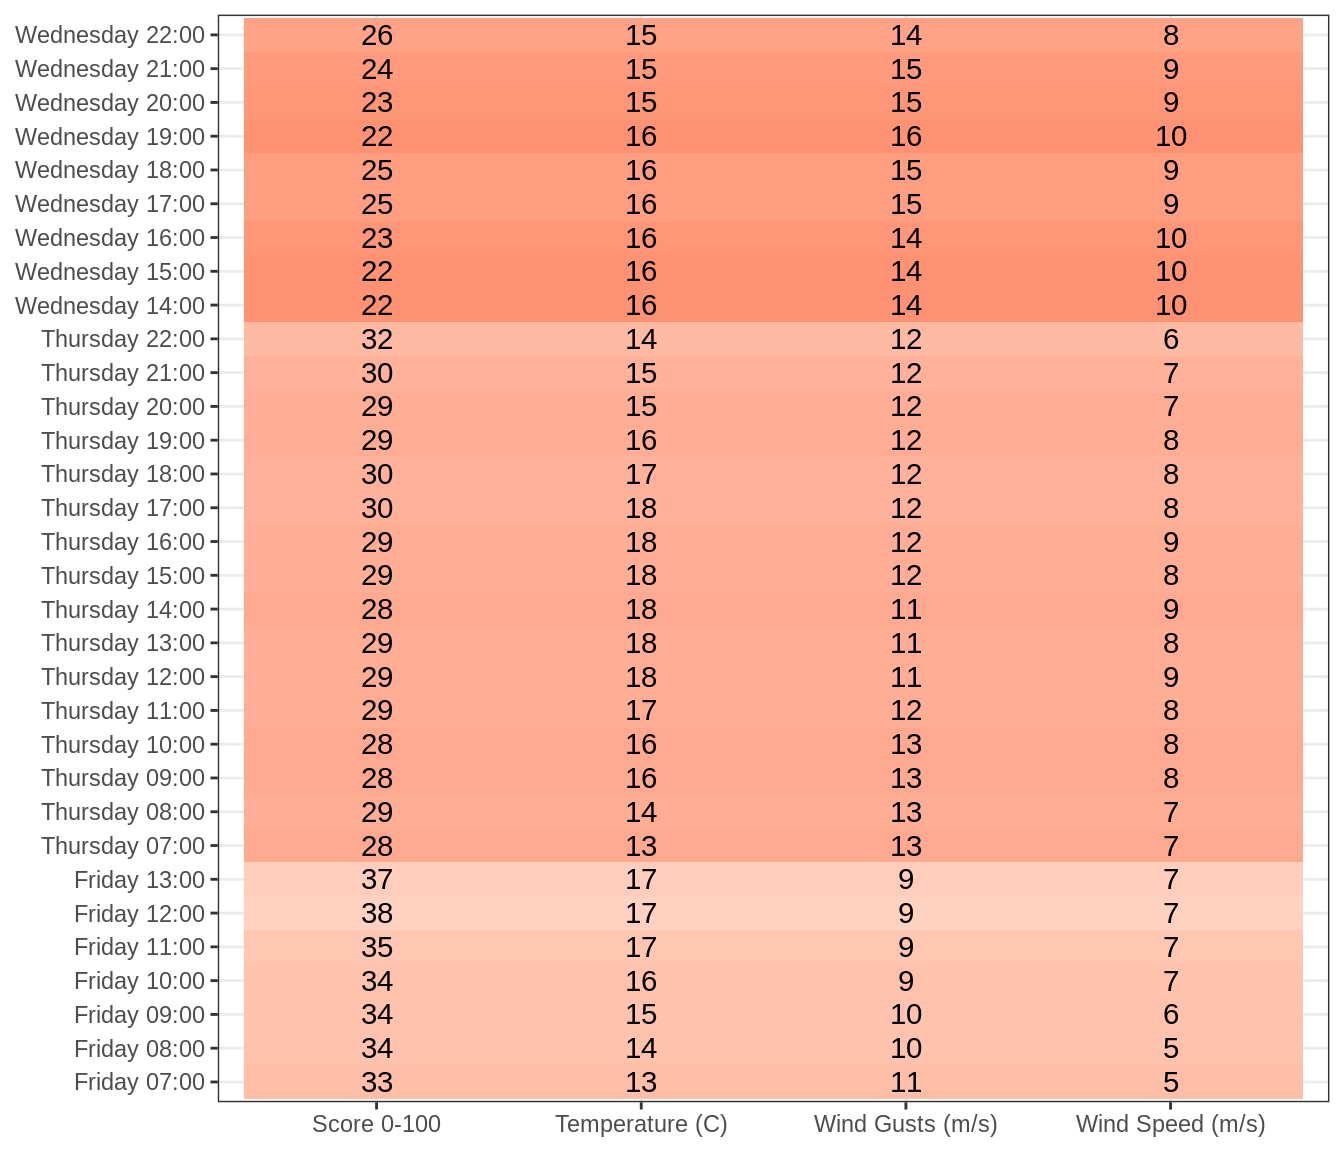 Wednesday 22:00 26 15 14 8
Wednesday 21:00 24 15 15 9
Wednesday 20:00 23 15 15 9
Wednesday 19:00 22 16 16 10
Wednesday 18:00 25 16 15 9
Wednesday 17:00 25 16 15 9
Wednesday 16:00 23 16 14 10
Wednesday 15:00 22 16 14 10
Wednesday 14:00 22 16 14 10
Thursday 22:00 32 14 12 6
Thursday 21:00 30 15 12 7
Thursday 20:00 29 15 12 7
Thursday 19:00 29 16 12 8
Thursday 18:00 30 17 12 8
Thursday 17:00 30 18 12 8
Thursday 16:00 29 18 12 9
Thursday 15:00 29 18 12 8
Thursday 14:00 28 18 11 9
Thursday 13:00 29 18 11 8
Thursday 12:00 29 18 11 9
Thursday 11:00 29 17 12 8
Thursday 10:00 28 16 13 8
Thursday 09:00 28 16 13 8
Thursday 08:00 29 14 13 7
Thursday 07:00 28 13 13 7
Friday 13:00 37 17 9 7
Friday 12:00 38 17 9 7
Friday 11:00 35 17 9 7
Friday 10:00 34 16 9 7
Friday 09:00 34 15 10 6
Friday 08:00 34 14 10 5
Friday 07:00 33 13 11 5
Score 0-100 Temperature (C) Wind Gusts (m/s) Wind Speed (m/s)